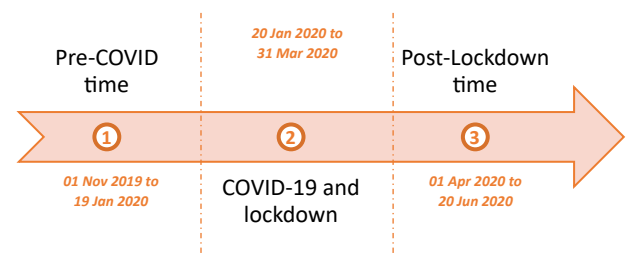 Pre-COVID
time
1
01 Nov 2019 to
19 Jan 2020
20 Jan 2020 to
31 Mar 2020
2
COVID-19 and
lockdown
Post-Lockdown
time
3
01 Apr 2020 to
20 Jun 2020